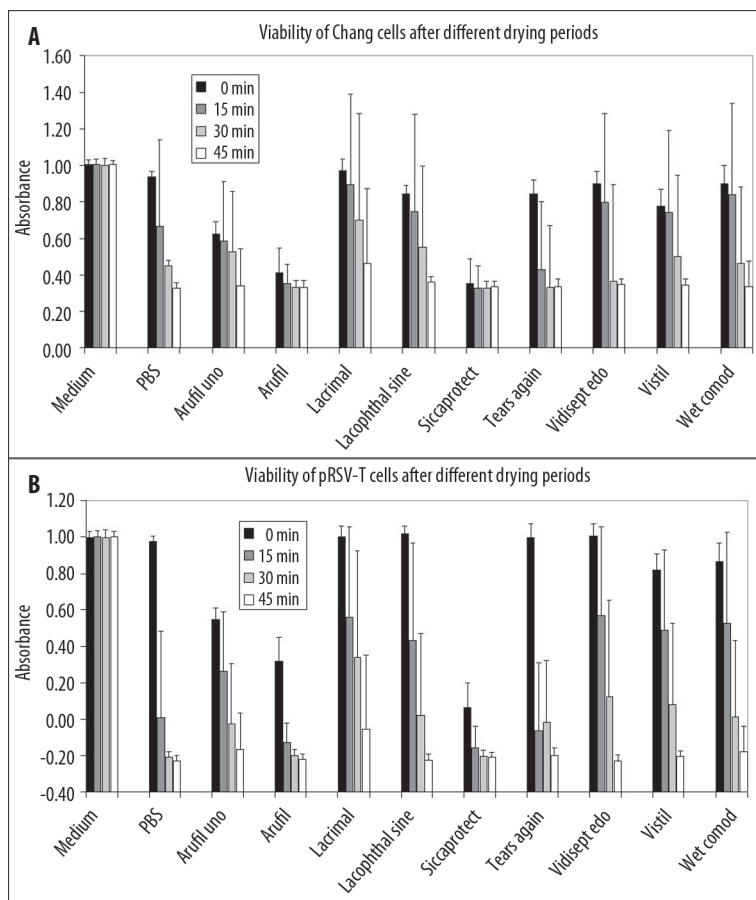 A
Viability of Chang cells after different drying periods
1.60
1.40
1.20
1.00
0.80
0.60
0.40
0.20
0.00
Absorbance
0 min
15 min
30 min
45 min
Medium
PBS
Arufil uno
Arufil
Lacrimal
Lacophthal sine
Siccaprotect
Tears again
Vidisept edo
Vistil
Wet comod
B
Viability of pRSV-T cells after different drying periods
1.20
1.00
0.80
0.60
0.40
0.20
0.00
-0.20
-0.40
Absorbance
0 min
15 min
30 min
45 min
Medium
PBS
Arufil uno
Arufil
Lacrimal
Lacophthal sine
Siccaprotect
Tears again
Vidisept edo
Vistil
Wet comod